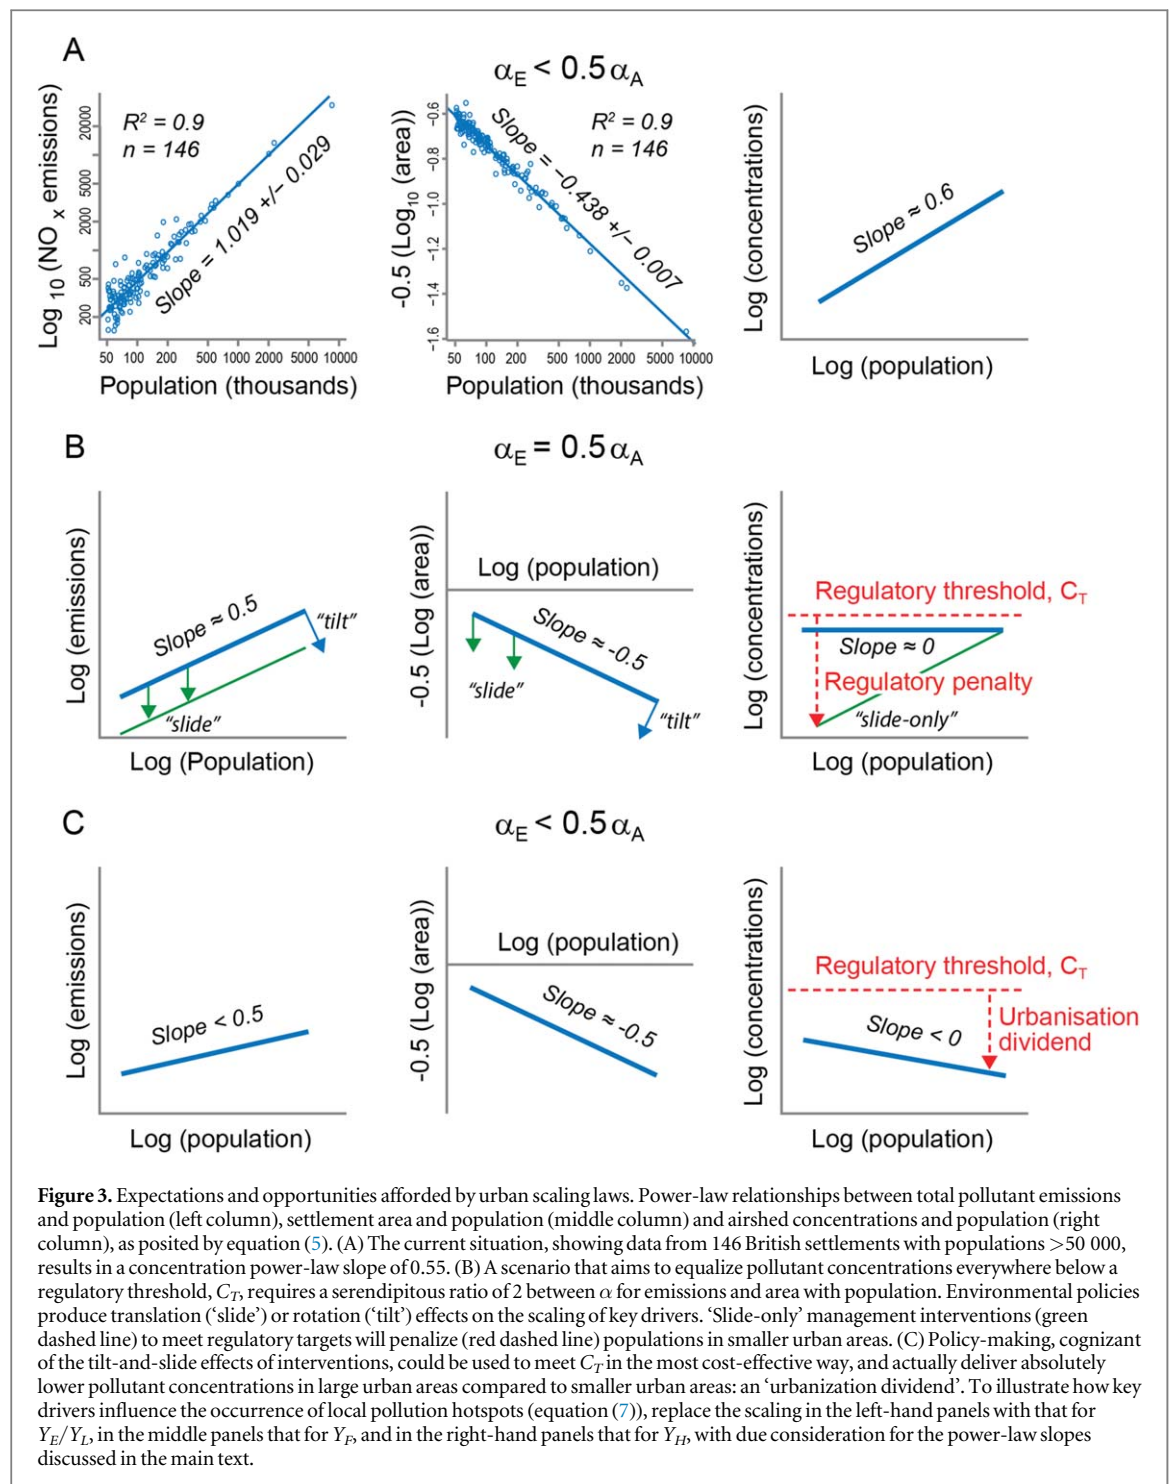 A
αE < 0.5αA
Log 10 (NO x emissions)
20000
5000
2000
500
200
R² = 0.9
n = 146
Slope = 1.019 +/− 0.029
50 100 200 500 1000 2000 5000 10000
Population (thousands)
-0.5 (Log10 (area))
−0.6
−0.8
−1.0
−1.2
−1.4
−1.6
R² = 0.9
n = 146
Slope = −0.438 +/− 0.007
50 100 200 500 1000 2000 5000 10000
Population (thousands)
Log (concentrations)
Slope ≈ 0.6
Log (population)
B
αE = 0.5αA
Log (emissions)
Slope ≈ 0.5
“tilt”
“slide”
Log (Population)
-0.5 (Log (area))
Log (population)
Slope ≈ -0.5
“slide”
“tilt”
Log (concentrations)
Regulatory threshold, CT
Slope ≈ 0
Regulatory penalty
“slide-only”
Log (population)
C
αE < 0.5αA
Log (emissions)
Slope < 0.5
Log (population)
-0.5 (Log (area))
Log (population)
Slope ≈ -0.5
Log (concentrations)
Regulatory threshold, CT
Slope < 0
Urbanisation
dividend
Log (population)
Figure 3. Expectations and opportunities afforded by urban scaling laws. Power-law relationships between total pollutant emissions
and population (left column), settlement area and population (middle column) and airshed concentrations and population (right
column), as posited by equation (5). (A) The current situation, showing data from 146 British settlements with populations >50 000,
results in a concentration power-law slope of 0.55. (B) A scenario that aims to equalize pollutant concentrations everywhere below a
regulatory threshold, CT, requires a serendipitous ratio of 2 between α for emissions and area with population. Environmental policies
produce translation (‘slide’) or rotation (‘tilt’) effects on the scaling of key drivers. ‘Slide-only’ management interventions (green
dashed line) to meet regulatory targets will penalize (red dashed line) populations in smaller urban areas. (C) Policy-making, cognizant
of the tilt-and-slide effects of interventions, could be used to meet CT in the most cost-effective way, and actually deliver absolutely
lower pollutant concentrations in large urban areas compared to smaller urban areas: an ‘urbanization dividend’. To illustrate how key
drivers influence the occurrence of local pollution hotspots (equation (7)), replace the scaling in the left-hand panels with that for
YE/YL, in the middle panels that for YF, and in the right-hand panels that for YH, with due consideration for the power-law slopes
discussed in the main text.